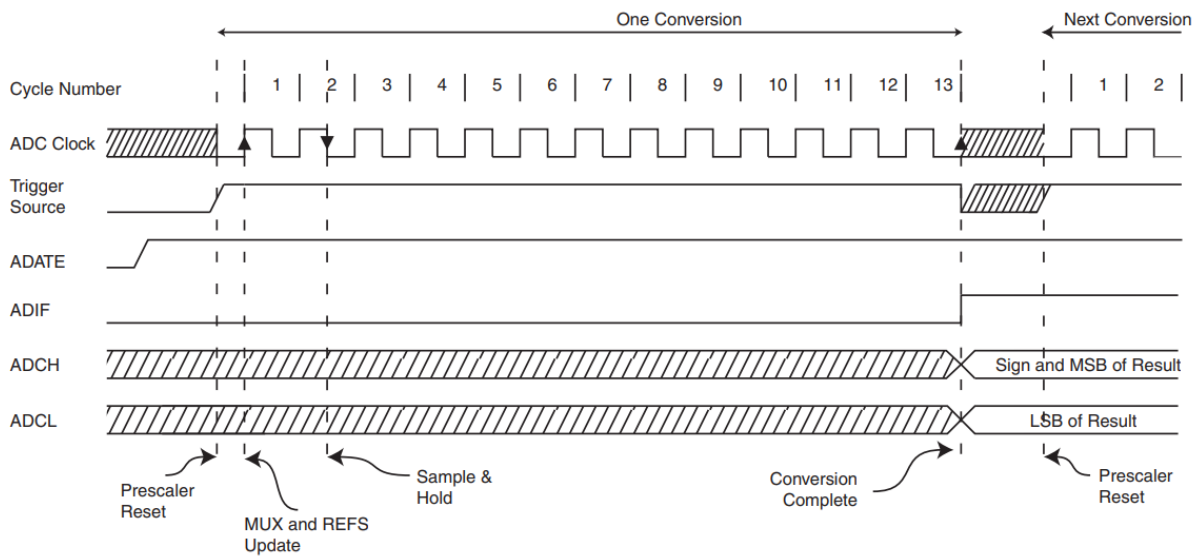 One Conversion
Next Conversion
Cycle Number 1 2 3 4 5 6 7 8 9 10 11 12 13 1 2
ADC Clock
Trigger
Source
ADATE
ADIF
ADCH
Sign and MSB of Result
ADCL
LSB of Result
Prescaler
Reset
MUX and REFS
Update
Sample &
Hold
Conversion
Complete
Prescaler
Reset